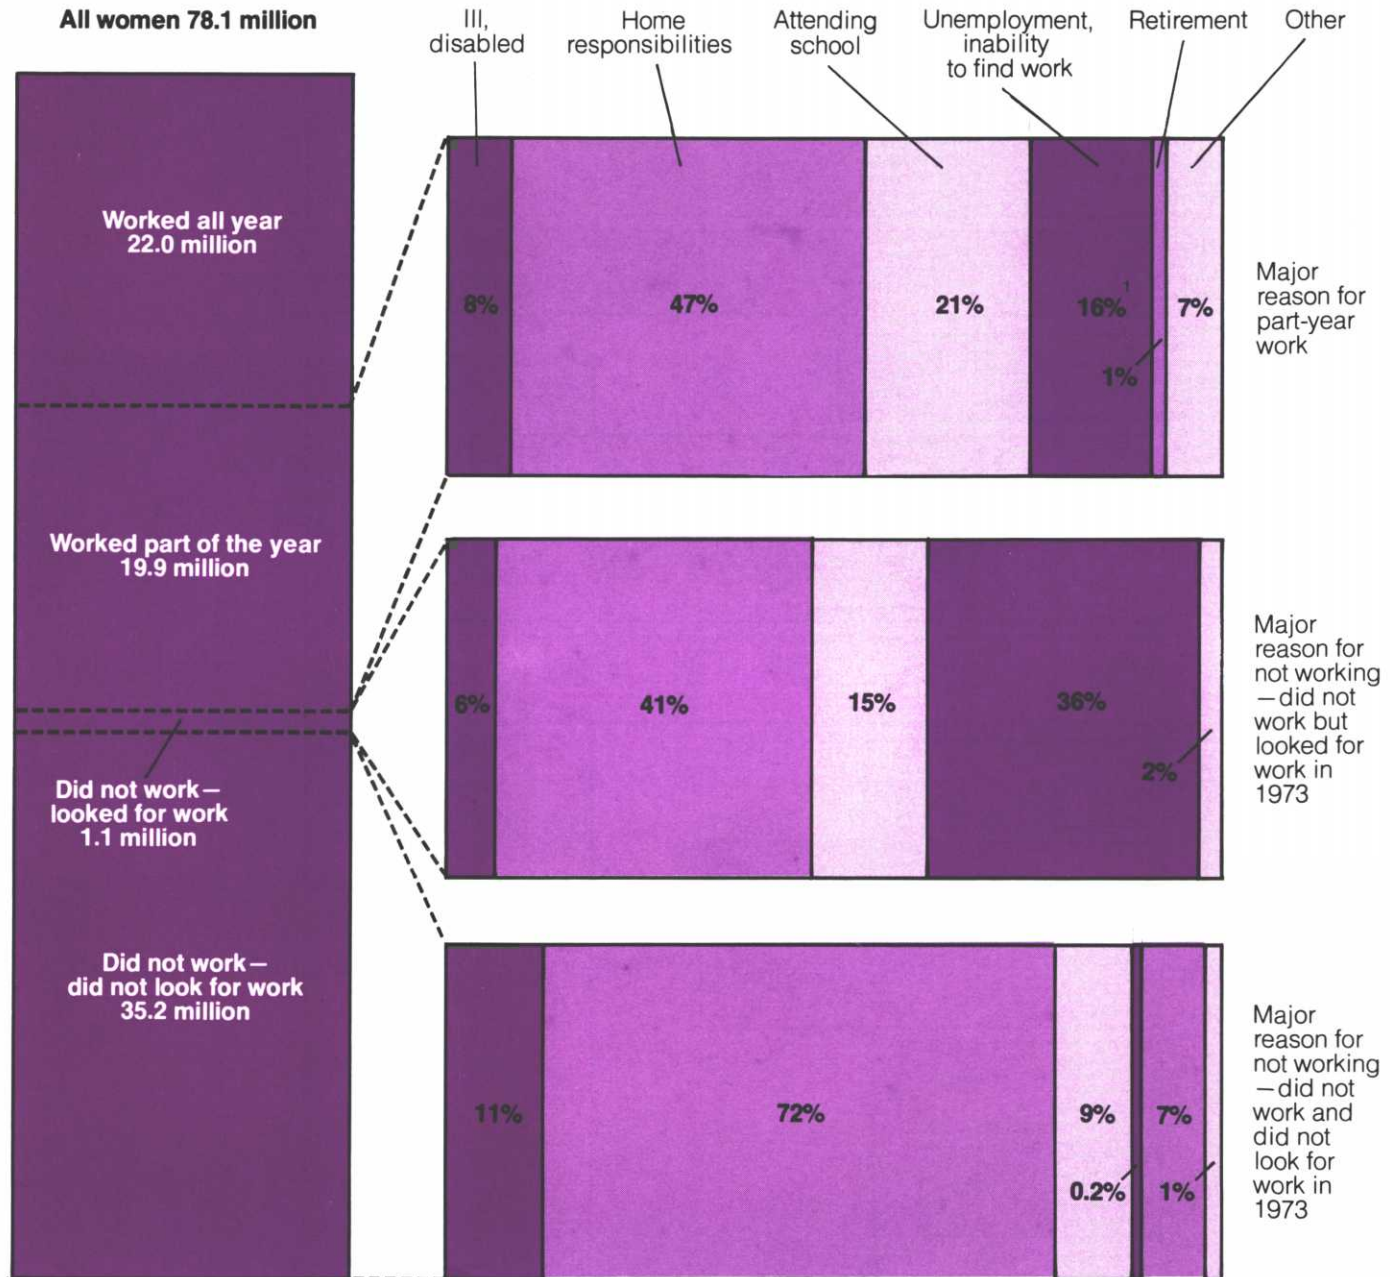 All women 78.1 million
Ill,
disabled
Home
responsibilities
Attending
school
Unemployment,
inability
to find work
Retirement
Other
Worked all year
22.0 million
Worked part of the year
19.9 million
Did not work—
looked for work
1.1 million
Did not work—
did not look for work
35.2 million
8%
47%
21%
16%¹
1%
7%
Major
reason for
part-year
work
6%
41%
15%
36%
2%
Major
reason for
not working
—did not
work but
looked for
work in
1973
11%
72%
9%
0.2%
7%
1%
Major
reason for
not working
—did not
work and
did not
look for
work in
1973